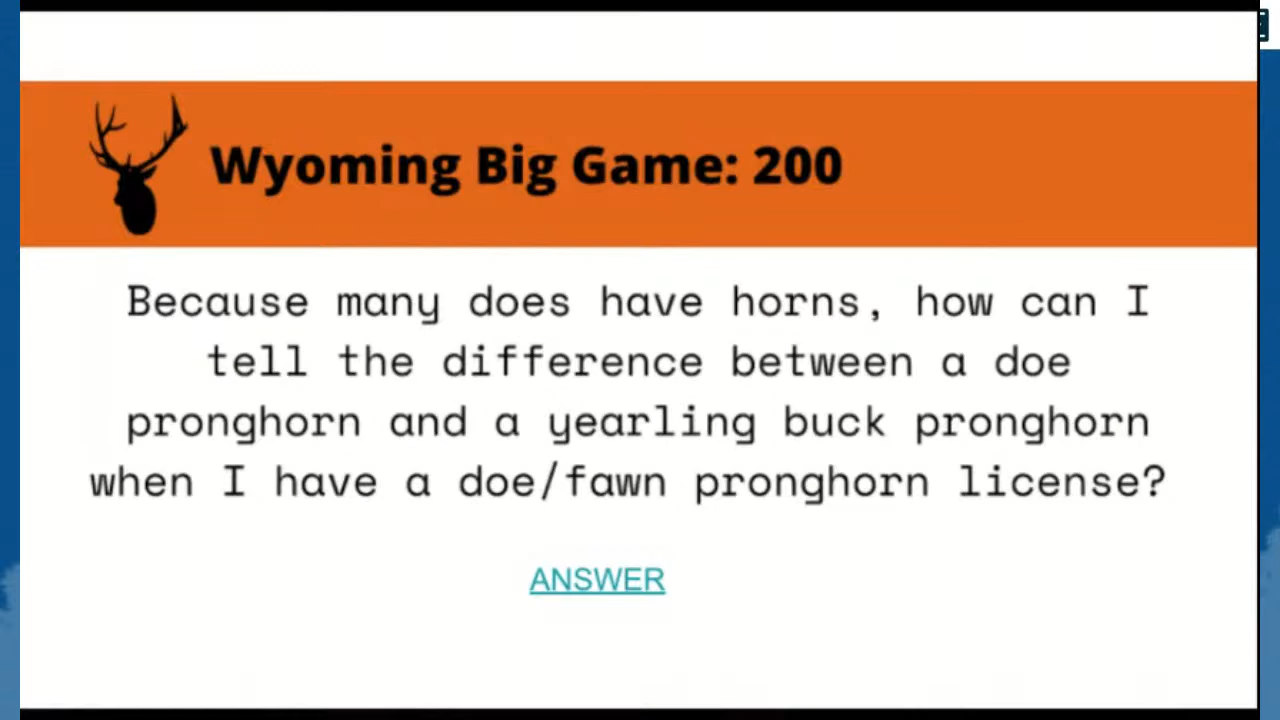 Wyoming Big Game: 200
Because many does have horns, how can I
tell the difference between a doe
pronghorn and a yearling buck pronghorn
when I have a doe/fawn pronghorn license?
ANSWER